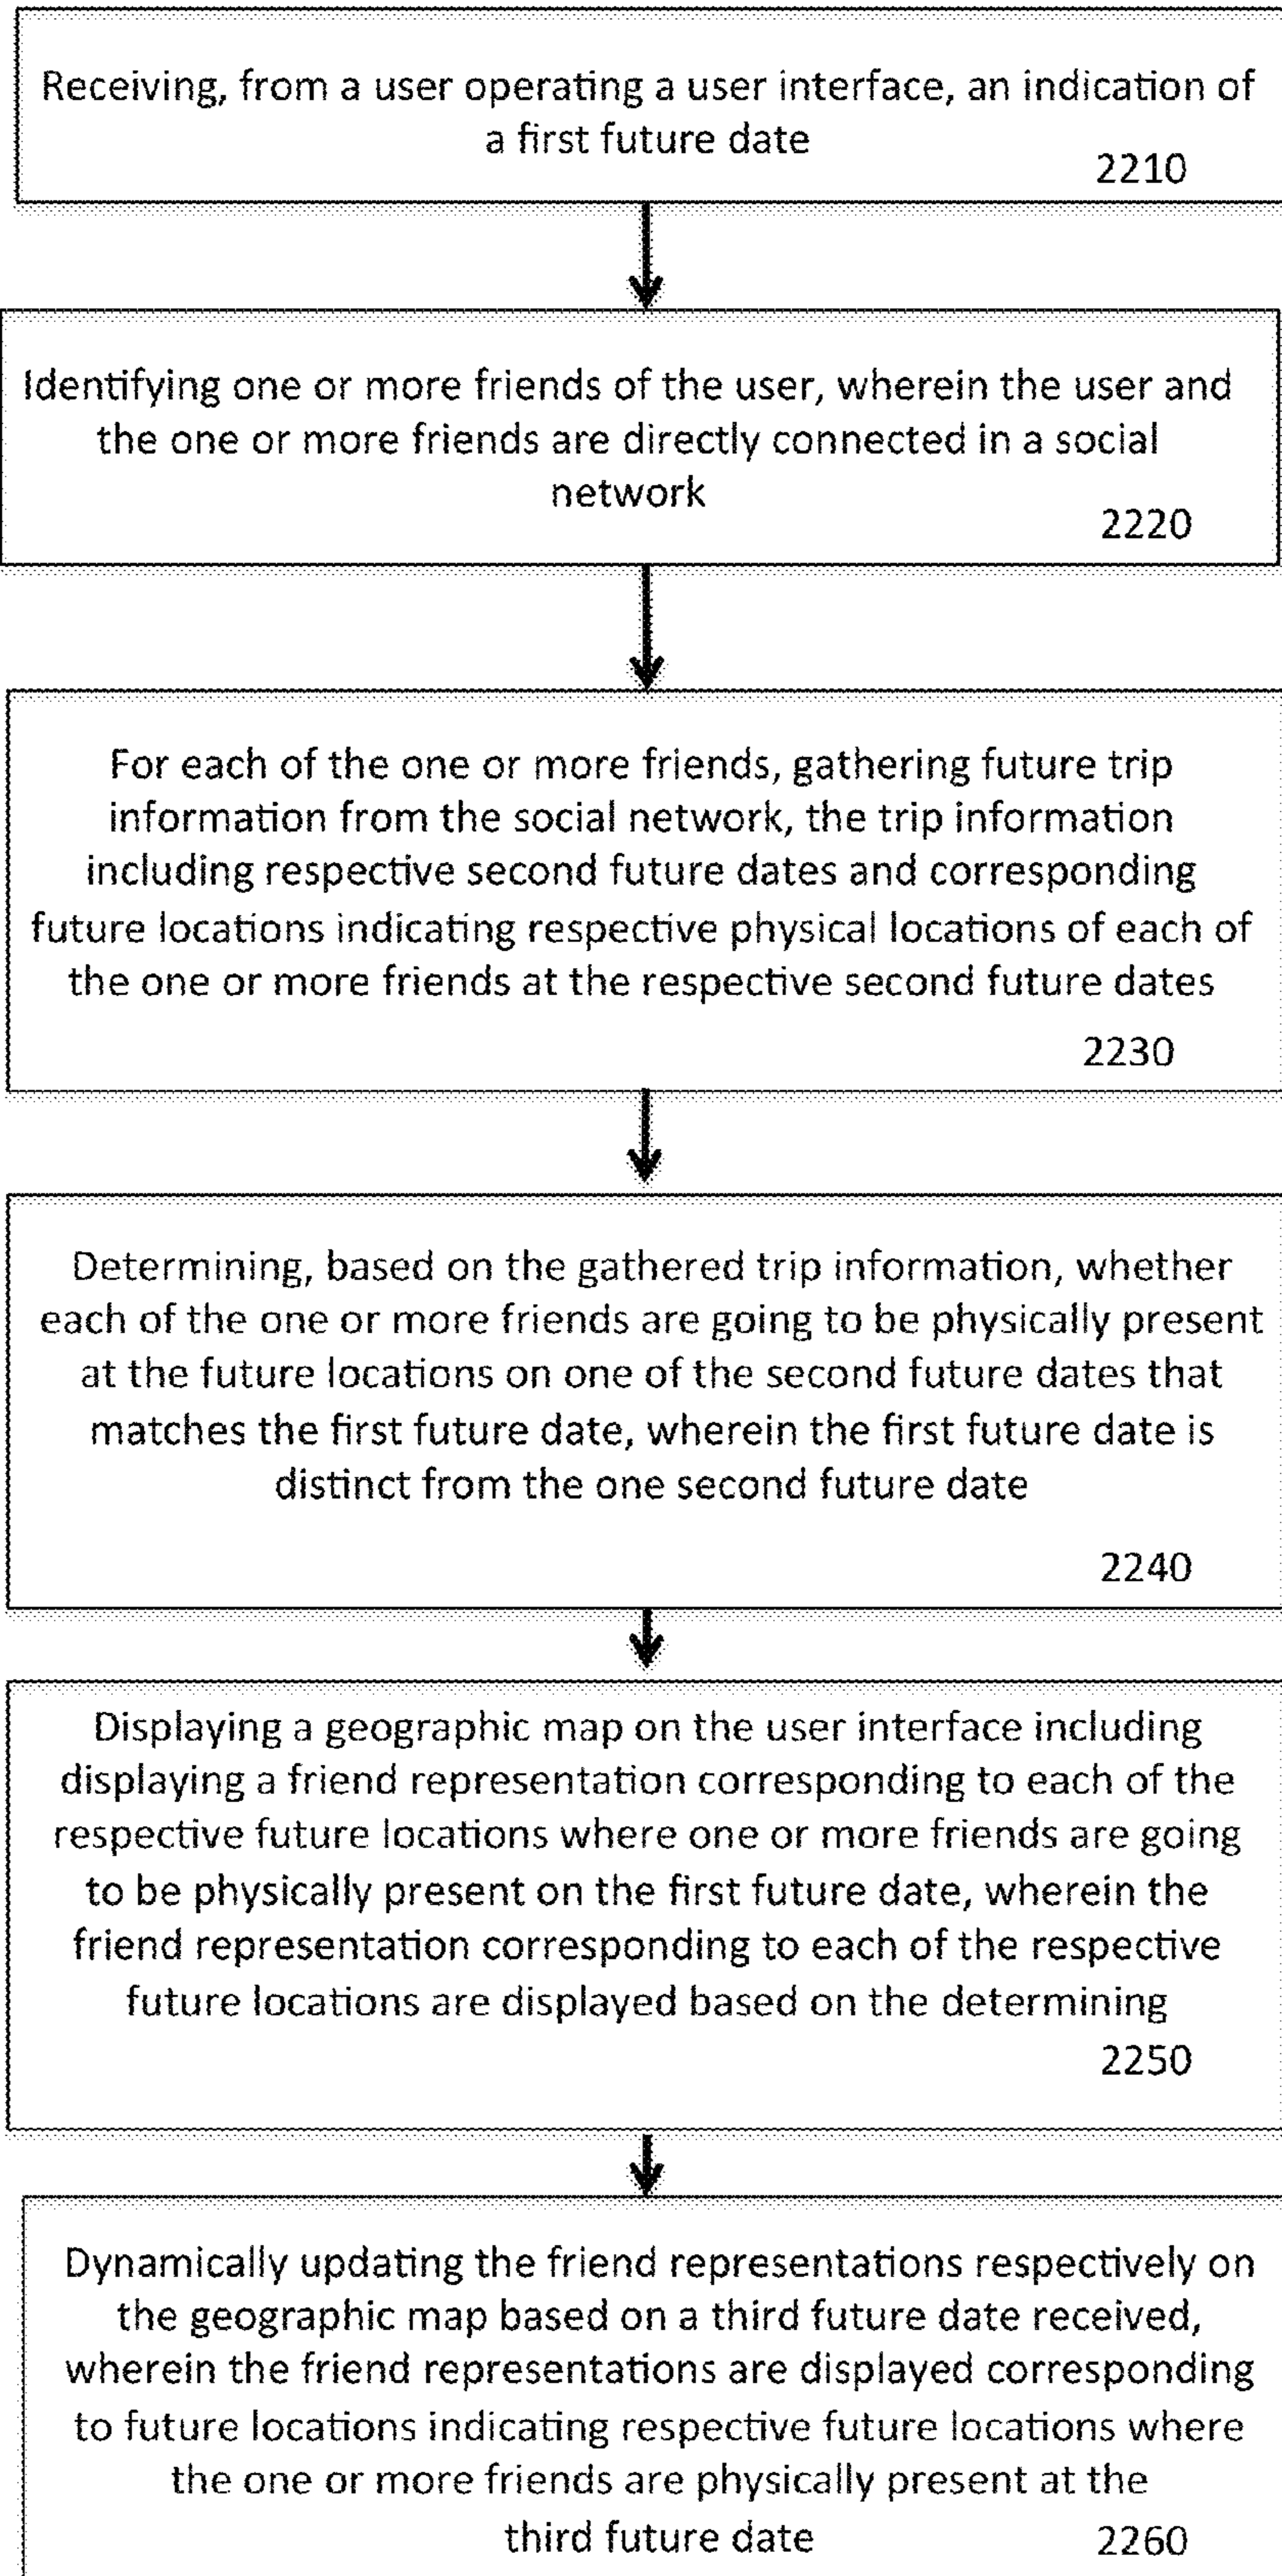 Receiving, from a user operating a user interface, an indication of
a first future date
2210
Identifying one or more friends of the user, wherein the user and
the one or more friends are directly connected in a social
network
2220
For each of the one or more friends, gathering future trip
information from the social network, the trip information
including respective second future dates and corresponding
future locations indicating respective physical locations of each of
the one or more friends at the respective second future dates
2230
Determining, based on the gathered trip information, whether
each of the one or more friends are going to be physically present
at the future locations on one of the second future dates that
matches the first future date, wherein the first future date is
distinct from the one second future date
2240
Displaying a geographic map on the user interface including
displaying a friend representation corresponding to each of the
respective future locations where one or more friends are going
to be physically present on the first future date, wherein the
friend representation corresponding to each of the respective
future locations are displayed based on the determining
2250
Dynamically updating the friend representations respectively on
the geographic map based on a third future date received,
wherein the friend representations are displayed corresponding
to future locations indicating respective future locations where
the one or more friends are physically present at the
third future date 2260